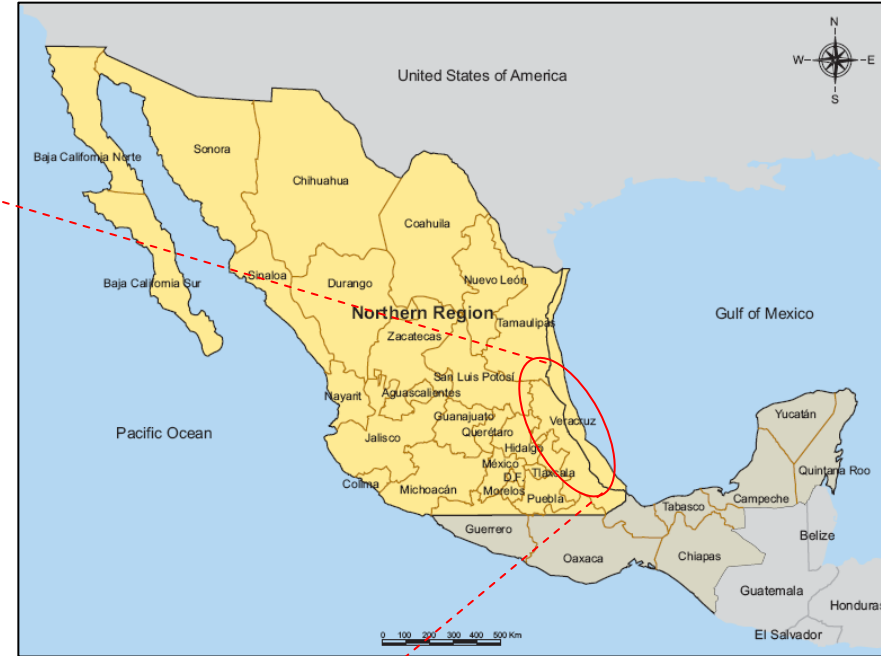 N
W E
S
United States of America
Baja California Norte
Sonora
Chihuahua
Coahuila
Baja California Sur
Sinaloa
Durango
Nuevo León
Northern Region
Tamaulipas
Gulf of Mexico
Zacatecas
San Luis Potosí
Nayarit
Aguascalientes
Guanajuato
Veracruz
Yucatán
Pacific Ocean
Jalisco
Querétaro
Hidalgo
México
Tlaxcala
Quintana Roo
Colima
Michoacán
D.F.
Morelos
Puebla
Campeche
Tabasco
Guerrero
Belize
Oaxaca
Chiapas
Guatemala
Honduras
El Salvador
0 100 200 300 400 500 Km